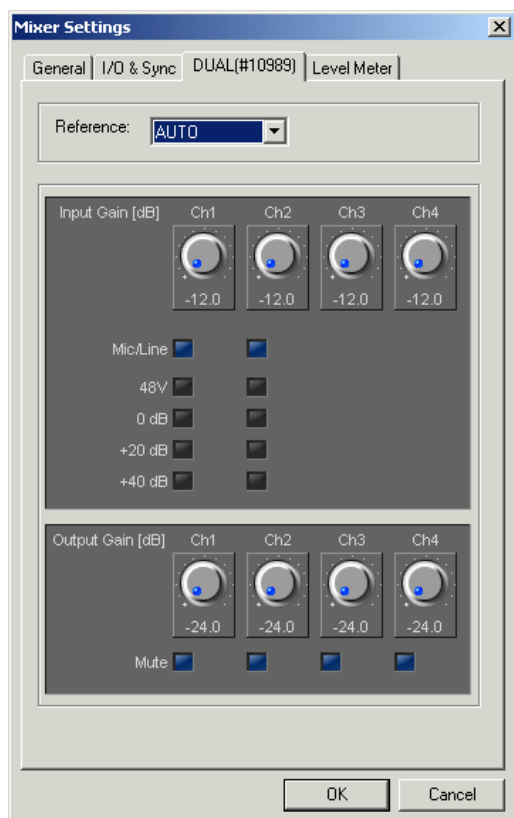 Mixer Settings
General I/O & Sync DUAL(#10989) Level Meter
Reference: AUTO
Input Gain [dB] Ch1 Ch2 Ch3 Ch4
-12.0 -12.0 -12.0 -12.0
Mic/Line
48V
0 dB
+20 dB
+40 dB
Output Gain [dB] Ch1 Ch2 Ch3 Ch4
-24.0 -24.0 -24.0 -24.0
Mute
OK Cancel